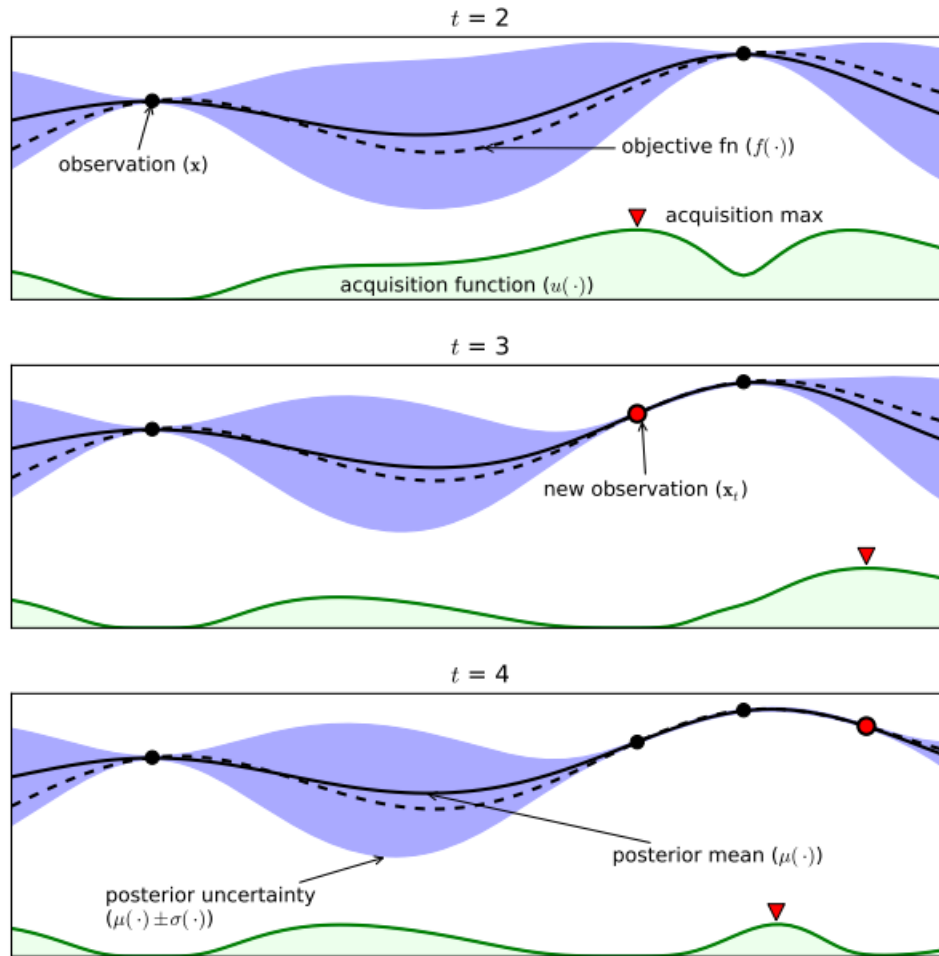 t = 2
observation (x)
objective fn (f(·))
acquisition max
acquisition function (u(·))
t = 3
new observation (xₜ)
t = 4
posterior mean (μ(·))
posterior uncertainty
(μ(·) ±σ(·))